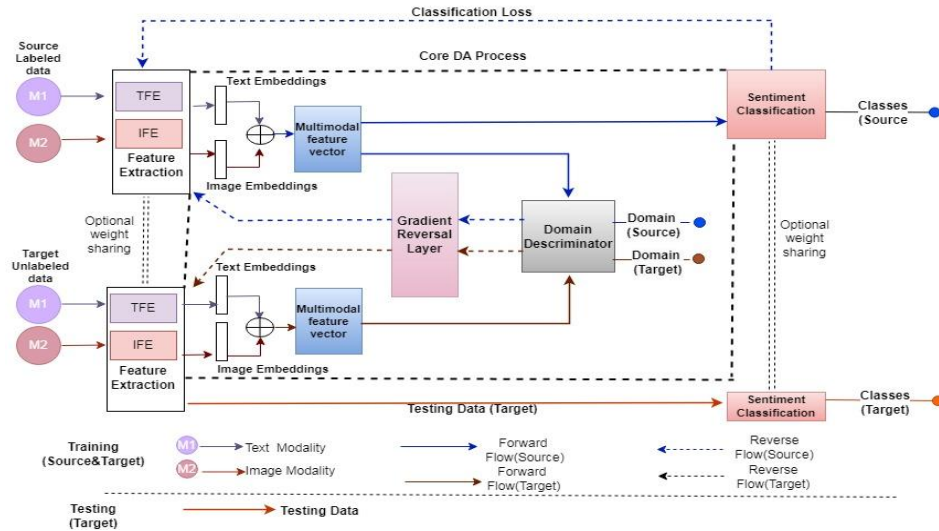 Classification Loss
Source
Labeled
data
Core DA Process
M1
TFE
Text Embeddings
M2
IFE
Feature
Extraction
Multimodal
feature
vector
Image Embeddings
Sentiment
Classification
Classes
(Source
Optional
weight
sharing
Gradient
Reversal
Layer
Domain
Descriminator
Domain
(Source)
Domain
(Target)
Optional
weight
sharing
Target
Unlabeled
data
Text Embeddings
M1
TFE
M2
IFE
Feature
Extraction
Multimodal
feature
vector
Image Embeddings
Testing Data (Target)
Sentiment
Classification
Classes
(Target)
Training
(Source&Target)
M1
Text Modality
M2
Image Modality
Forward
Flow(Source)
Forward
Flow(Target)
Reverse
Flow(Source)
Reverse
Flow(Target)
Testing
(Target)
Testing Data